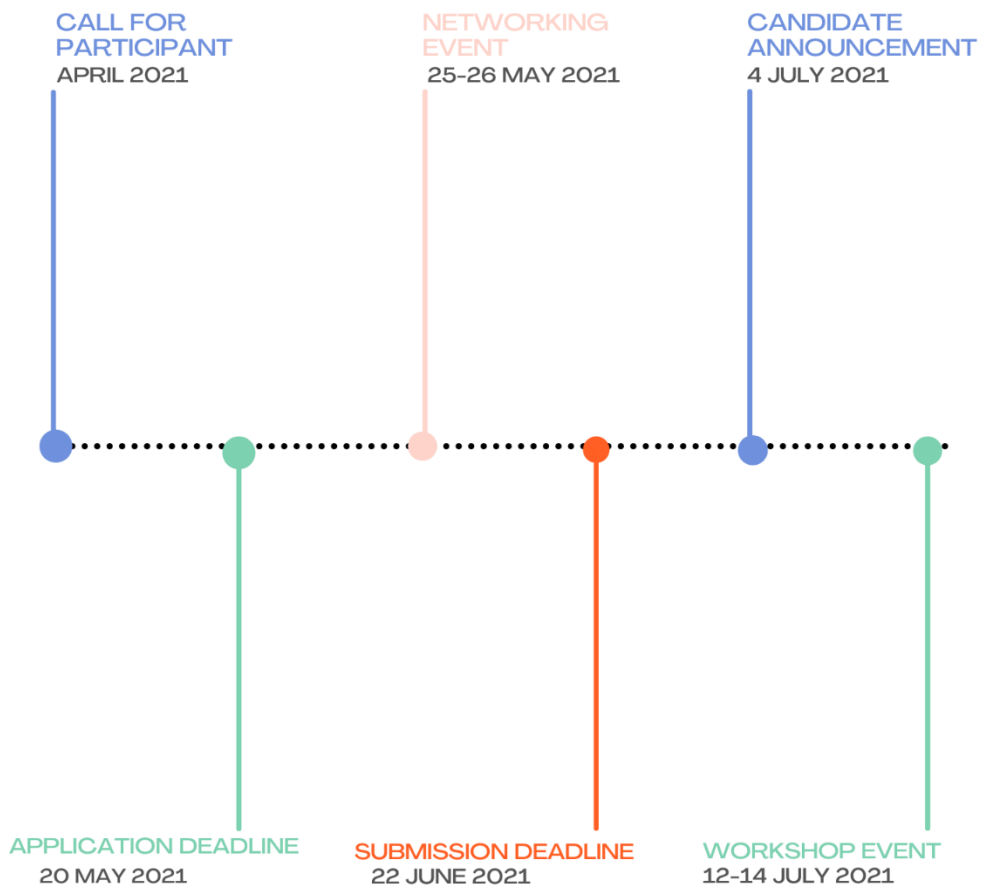 CALL FOR
PARTICIPANT
APRIL 2021
NETWORKING
EVENT
25-26 MAY 2021
CANDIDATE
ANNOUNCEMENT
4 JULY 2021
APPLICATION DEADLINE
20 MAY 2021
SUBMISSION DEADLINE
22 JUNE 2021
WORKSHOP EVENT
12-14 JULY 2021